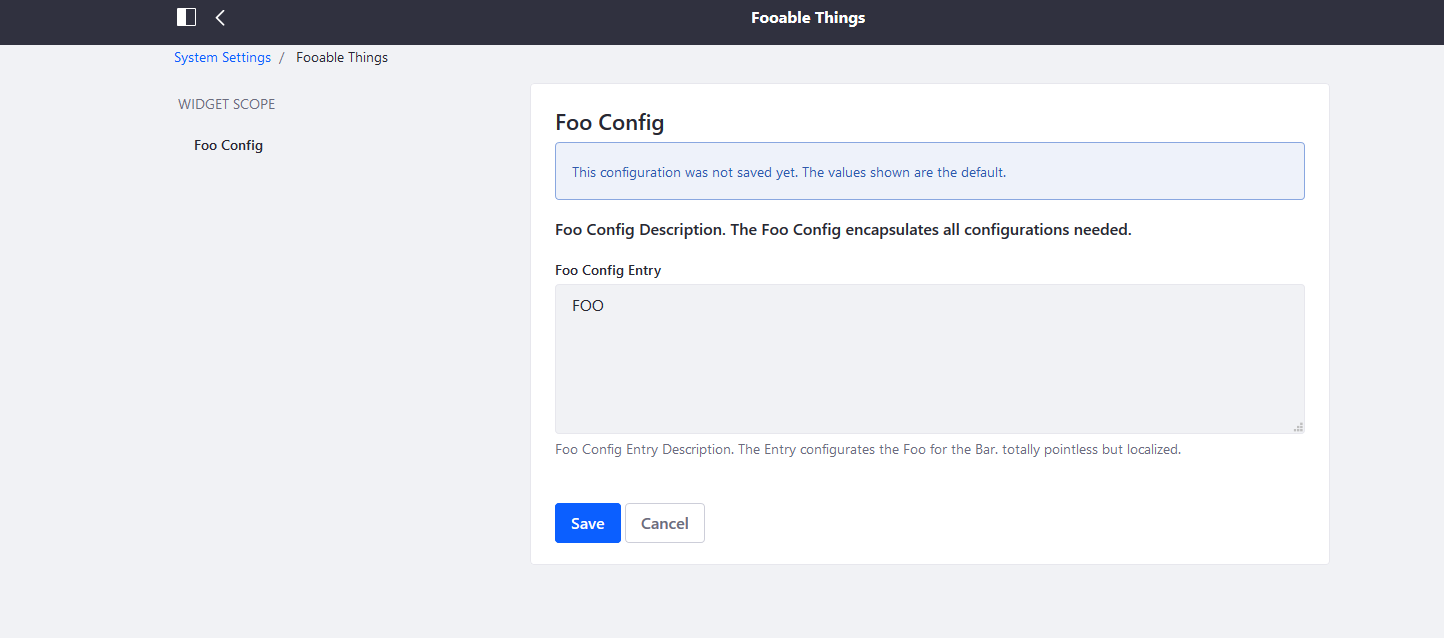 Fooable Things
System Settings / Fooable Things
WIDGET SCOPE
Foo Config
Foo Config
This configuration was not saved yet. The values shown are the default.
Foo Config Description. The Foo Config encapsulates all configurations needed.
Foo Config Entry
FOO
Foo Config Entry Description. The Entry configurates the Foo for the Bar. totally pointless but localized.
Save Cancel